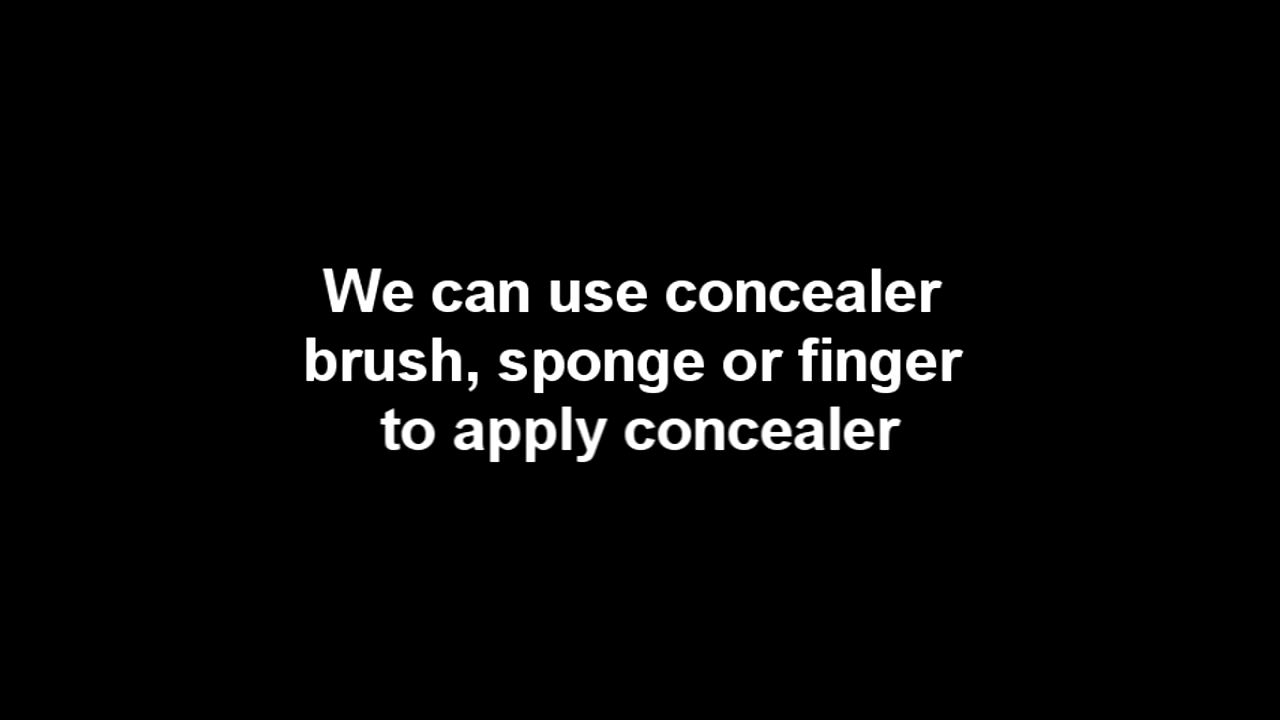 We can use concealer
brush, sponge or finger
to apply concealer